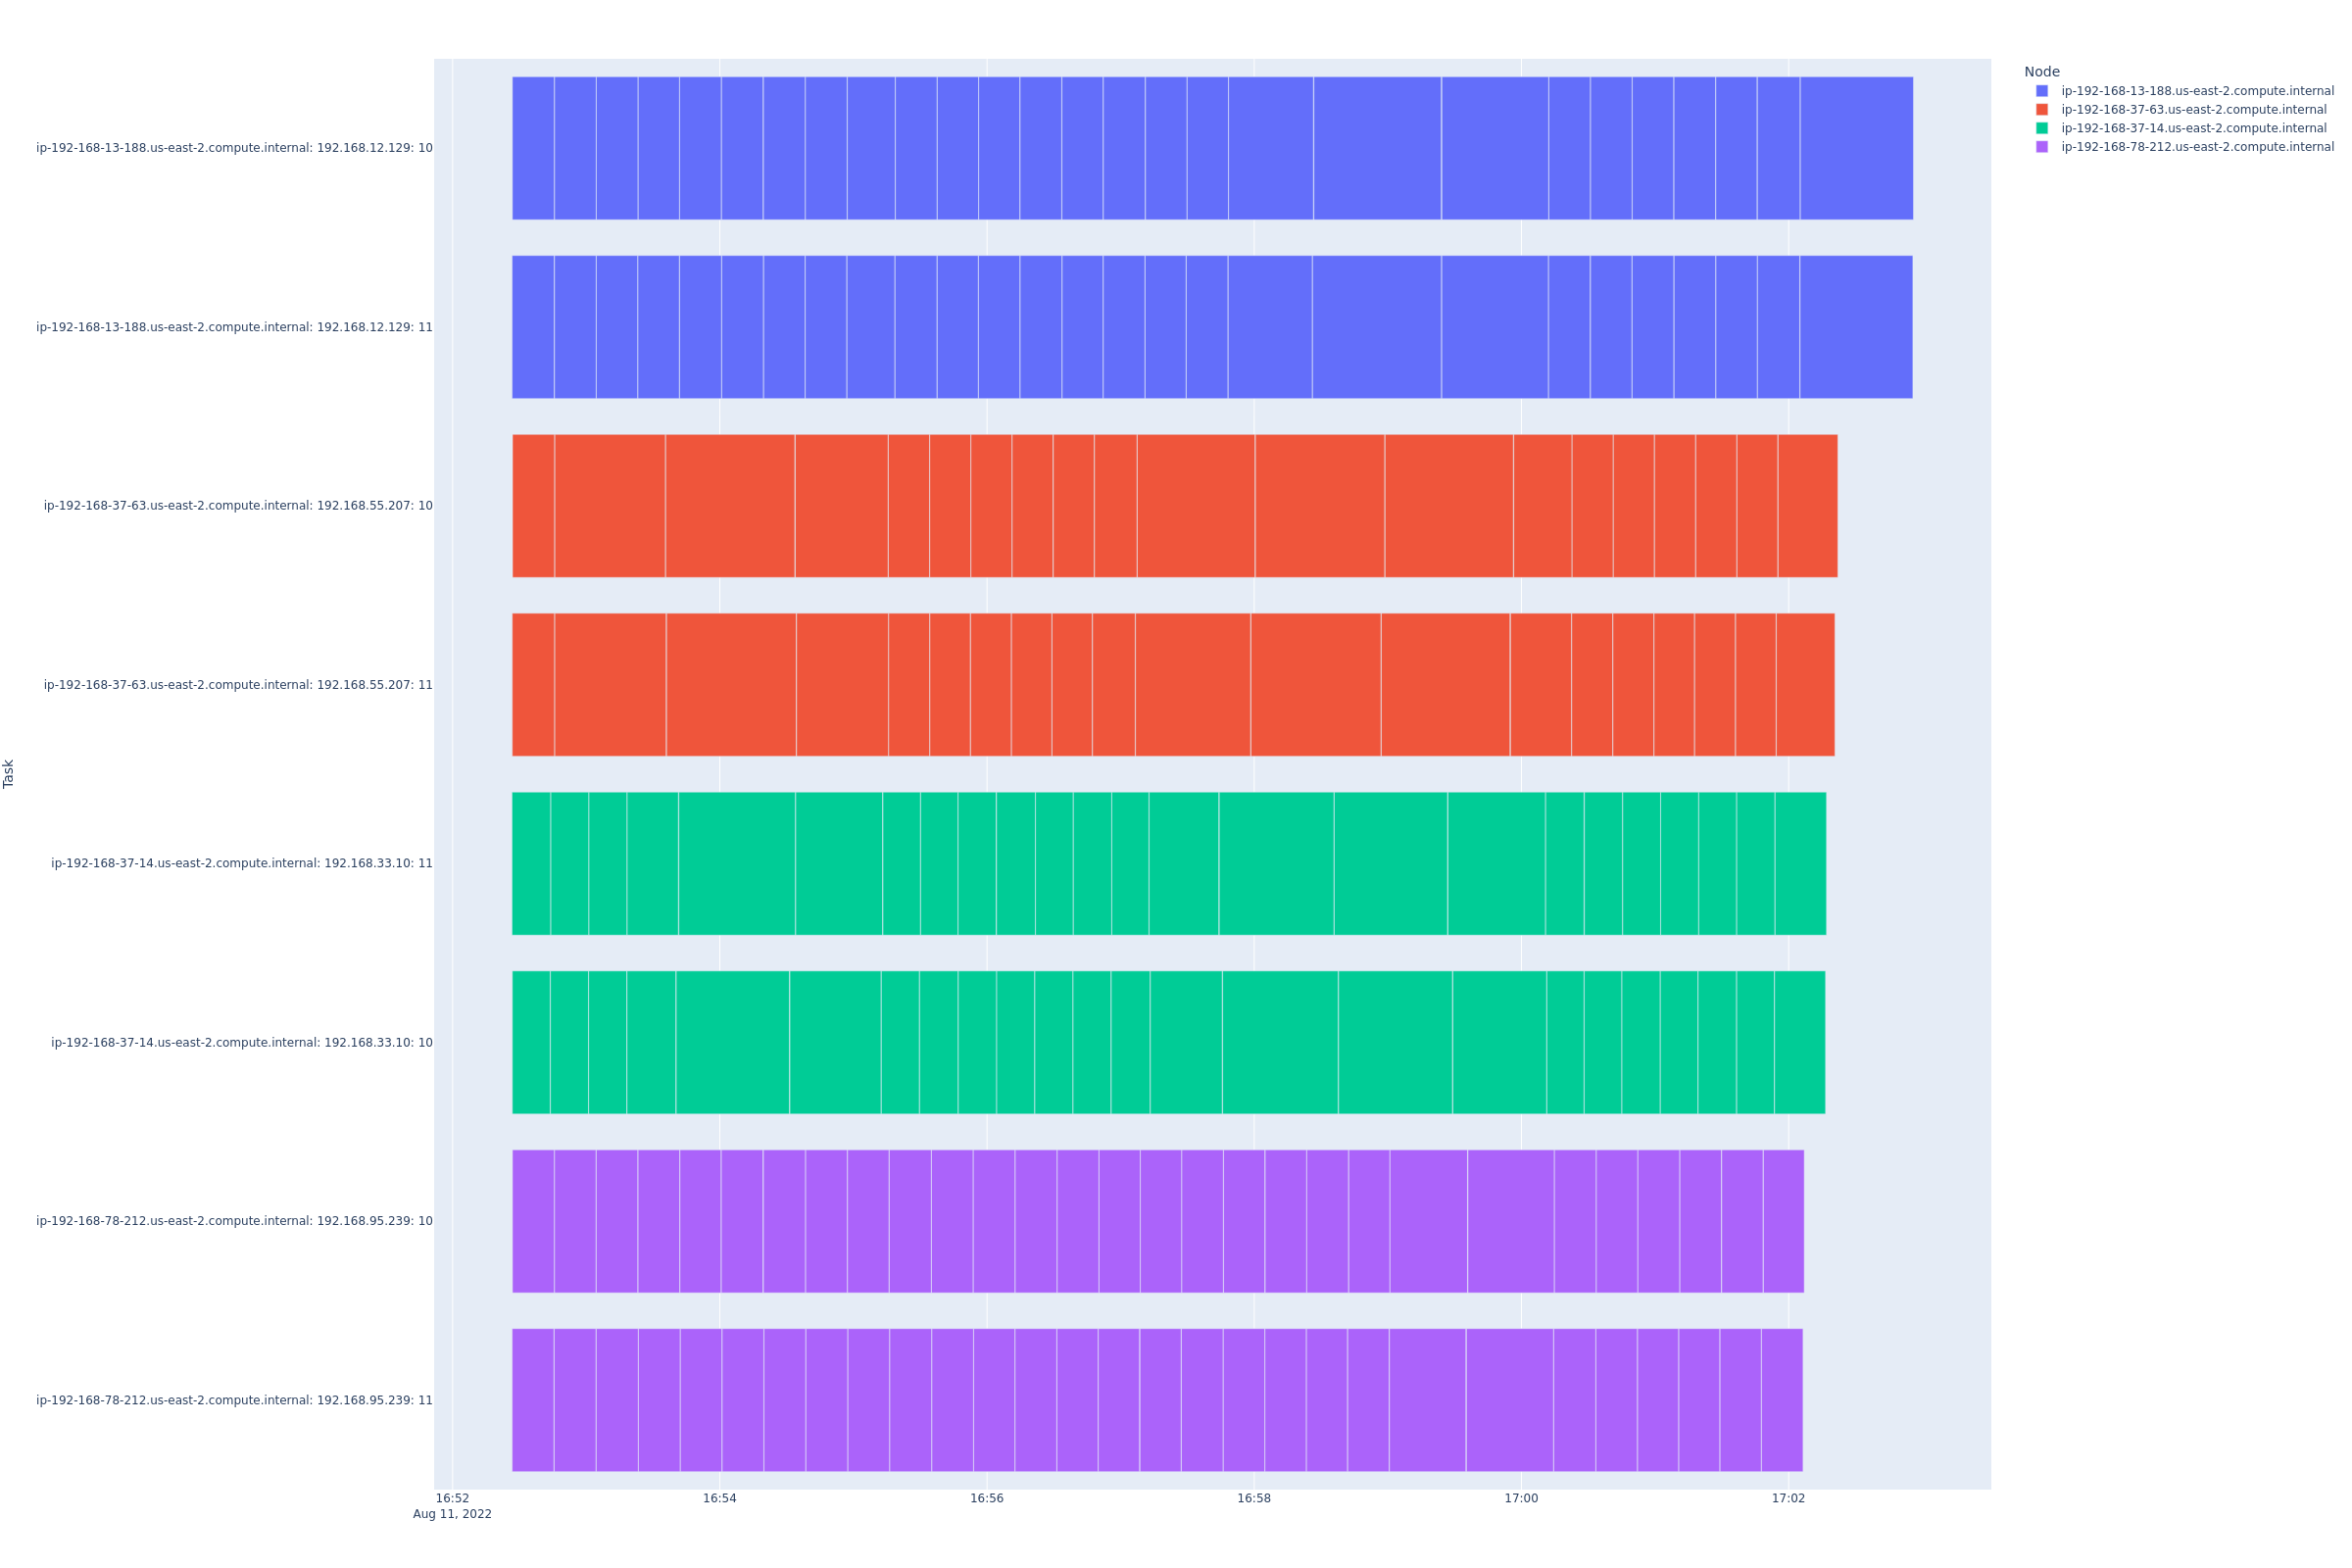 Node
ip-192-168-13-188.us-east-2.compute.internal
ip-192-168-37-63.us-east-2.compute.internal
ip-192-168-37-14.us-east-2.compute.internal
ip-192-168-78-212.us-east-2.compute.internal
ip-192-168-13-188.us-east-2.compute.internal: 192.168.12.129: 10
ip-192-168-13-188.us-east-2.compute.internal: 192.168.12.129: 11
ip-192-168-37-63.us-east-2.compute.internal: 192.168.55.207: 10
ip-192-168-37-63.us-east-2.compute.internal: 192.168.55.207: 11
Task
ip-192-168-37-14.us-east-2.compute.internal: 192.168.33.10: 11
ip-192-168-37-14.us-east-2.compute.internal: 192.168.33.10: 10
ip-192-168-78-212.us-east-2.compute.internal: 192.168.95.239: 10
ip-192-168-78-212.us-east-2.compute.internal: 192.168.95.239: 11
16:52 16:54 16:56 16:58 17:00 17:02
Aug 11, 2022